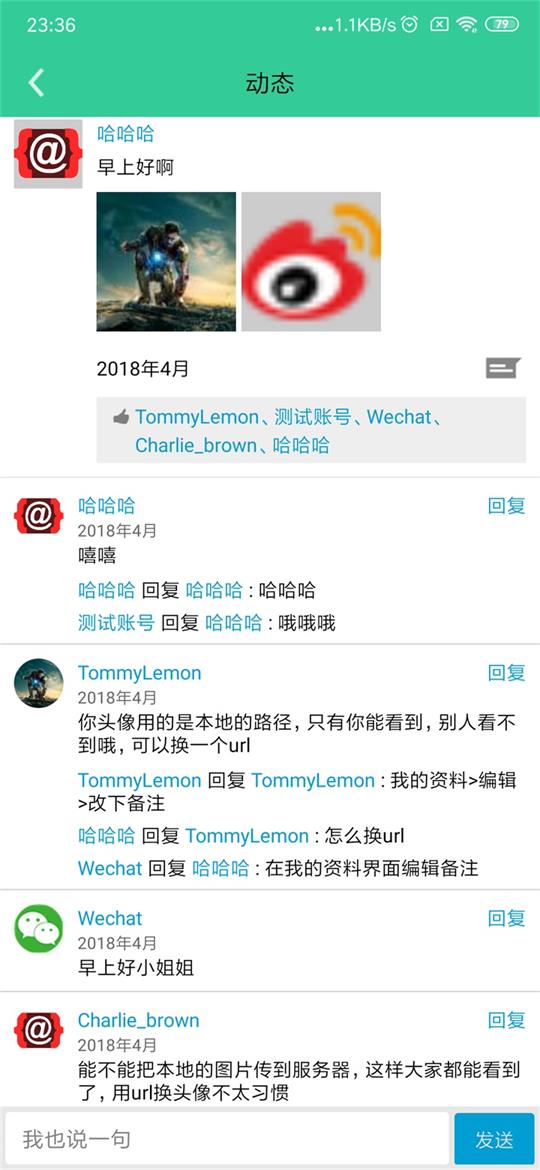 23:36
...1.1KB/s
79
动态
哈哈哈
早上好啊
2018年4月
TommyLemon、测试账号、Wechat、
Charlie_brown、哈哈哈
哈哈哈 回复
2018年4月
嘻嘻
哈哈哈 回复 哈哈哈 : 哈哈哈
测试账号 回复 哈哈哈 : 哦哦哦
TommyLemon 回复
2018年4月
你头像用的是本地的路径，只有你能看到，别人看不
到哦，可以换一个url
TommyLemon 回复 TommyLemon : 我的资料>编辑
>改下备注
哈哈哈 回复 TommyLemon : 怎么换url
Wechat 回复 哈哈哈 : 在我的资料界面编辑备注
Wechat 回复
2018年4月
早上好小姐姐
Charlie_brown 回复
2018年4月
能不能把本地的图片传到服务器，这样大家都能看到
了，用url换头像不太习惯
我也说一句 发送